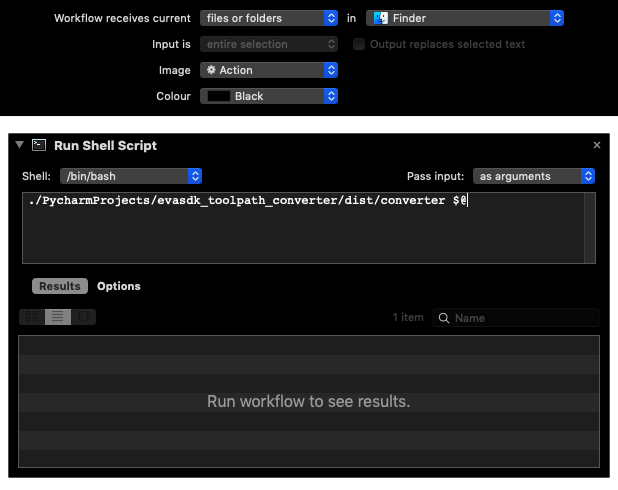 Workflow receives current files or folders in Finder
Input is entire selection Output replaces selected text
Image Action
Colour Black
Run Shell Script ×
Shell: /bin/bash Pass input: as arguments
./PycharmProjects/evasdk_toolpath_converter/dist/converter $@
Results Options
1 item Name
Run workflow to see results.